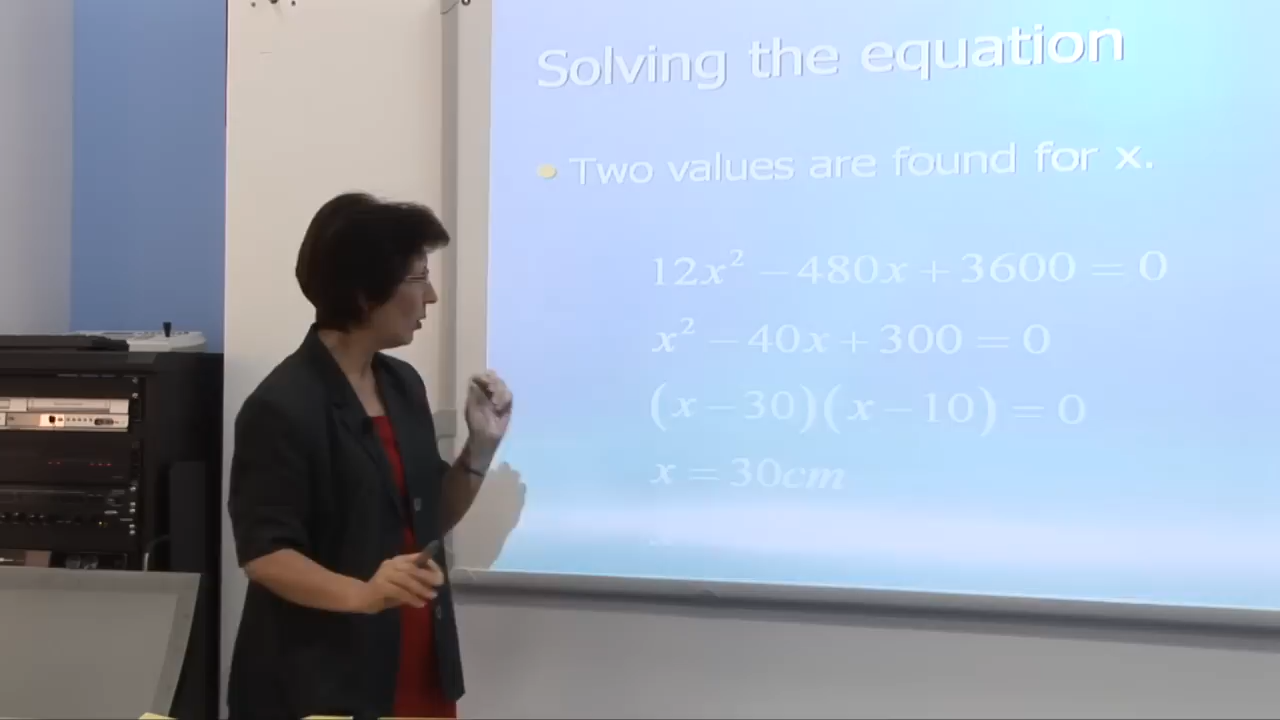 Solving the equation
Two values are found for x.
12x² − 480x + 3600 = 0
x² − 40x + 300 = 0
(x − 30)(x − 10) = 0
x = 30cm